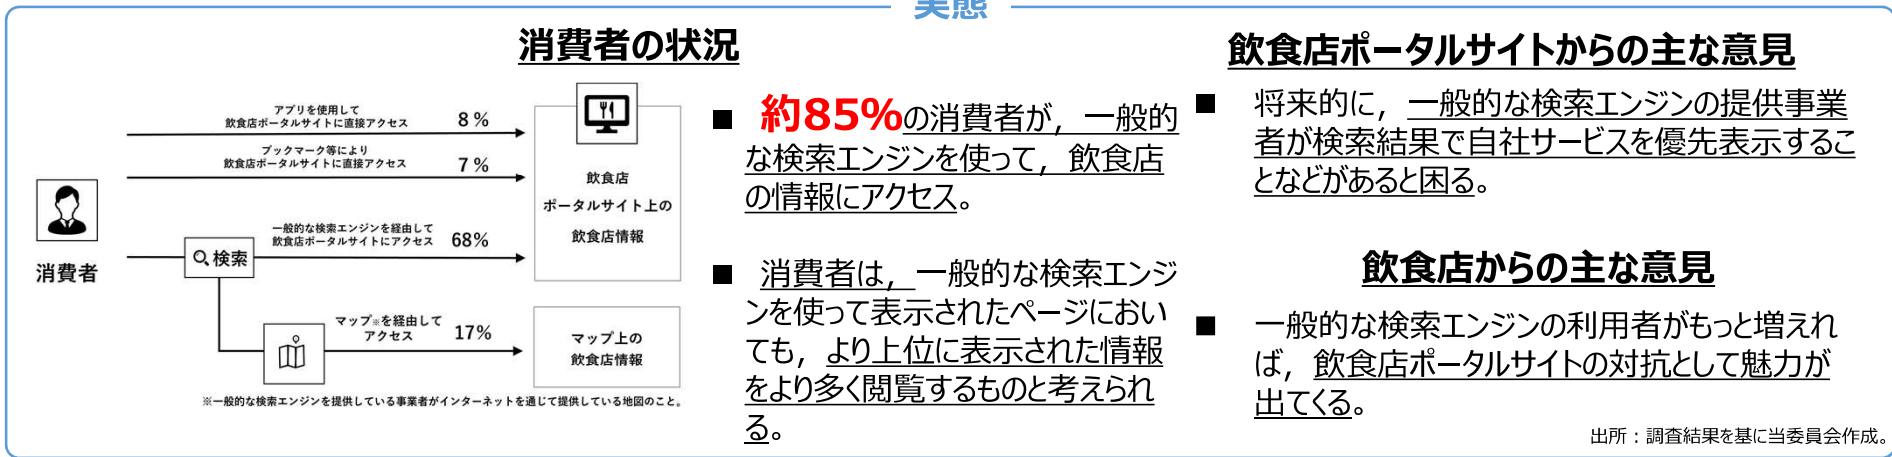 実態
消費者の状況
アプリを使用して
飲食店ポータルサイトに直接アクセス
8%
ブックマーク等により
飲食店ポータルサイトに直接アクセス
7%
消費者
検索
一般的な検索エンジンを経由して
飲食店ポータルサイトにアクセス
68%
飲食店
ポータルサイト上の
飲食店情報
マップ※を経由して
アクセス
17%
マップ上の
飲食店情報
※一般的な検索エンジンを提供している事業者がインターネットを通じて提供している地図のこと。
■ 約85%の消費者が，一般的
な検索エンジンを使って，飲食店
の情報にアクセス。
■ 消費者は，一般的な検索エンジ
ンを使って表示されたページにおい
ても，より上位に表示された情報
をより多く閲覧するものと考えられ
る。
飲食店ポータルサイトからの主な意見
■ 将来的に，一般的な検索エンジンの提供事業
者が検索結果で自社サービスを優先表示するこ
となどがあると困る。
飲食店からの主な意見
■ 一般的な検索エンジンの利用者がもっと増えれ
ば，飲食店ポータルサイトの対抗として魅力が
出てくる。
出所：調査結果を基に当委員会作成。